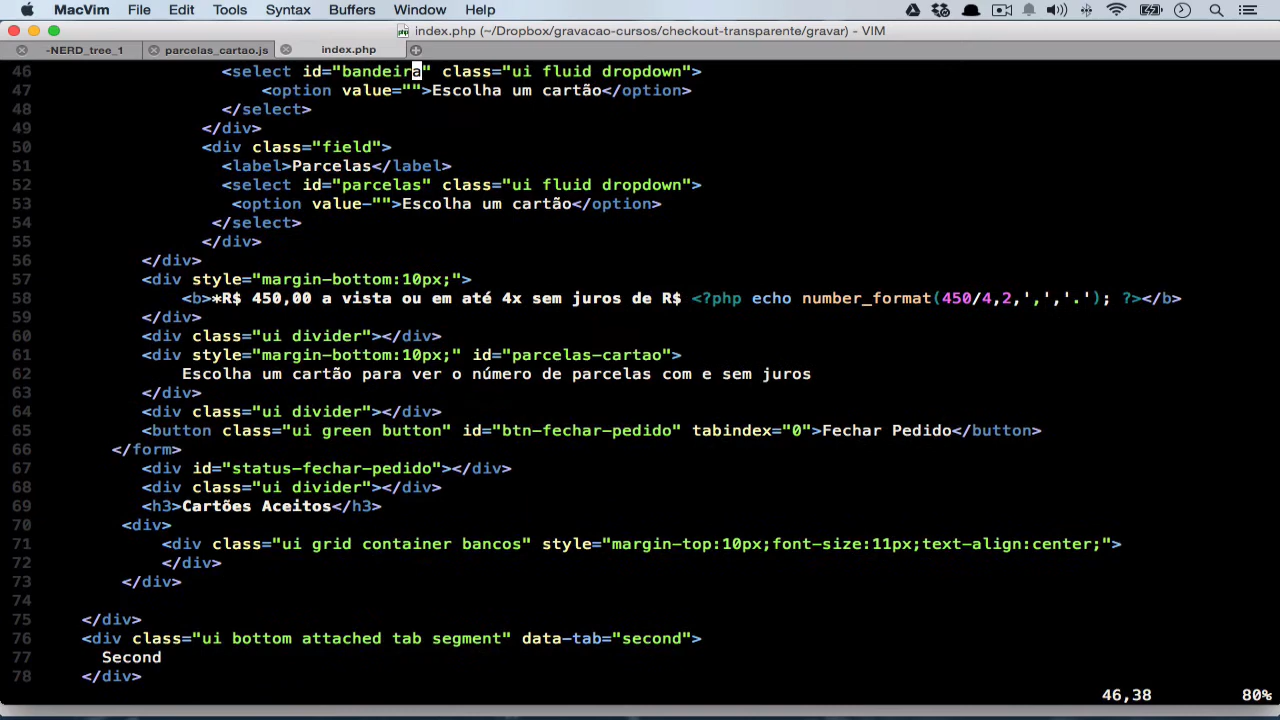 MacVim File Edit Tools Syntax Buffers Window Help
index.php (~/Dropbox/gravacao-cursos/checkout-transparente/gravar) - VIM
-NERD_tree_1 parcelas_cartao.js index.php
46 <select id="bandeira" class="ui fluid dropdown">
47 <option value="">Escolha um cartão</option>
48 </select>
49 </div>
50 <div class="field">
51 <label>Parcelas</label>
52 <select id="parcelas" class="ui fluid dropdown">
53 <option value-"">Escolha um cartão</option>
54 </select>
55 </div>
56 </div>
57 <div style="margin-bottom:10px;">
58 <b>*R$ 450,00 a vista ou em até 4x sem juros de R$ <?php echo number_format(450/4,2,',','.'); ?></b>
59 </div>
60 <div class="ui divider"></div>
61 <div style="margin-bottom:10px;" id="parcelas-cartao">
62 Escolha um cartão para ver o número de parcelas com e sem juros
63 </div>
64 <div class="ui divider"></div>
65 <button class="ui green button" id="btn-fechar-pedido" tabindex="0">Fechar Pedido</button>
66 </form>
67 <div id="status-fechar-pedido"></div>
68 <div class="ui divider"></div>
69 <h3>Cartões Aceitos</h3>
70 <div>
71 <div class="ui grid container bancos" style="margin-top:10px;font-size:11px;text-align:center;">
72 </div>
73 </div>
74
75 </div>
76 <div class="ui bottom attached tab segment" data-tab="second">
77 Second
78 </div>
46,38 80%